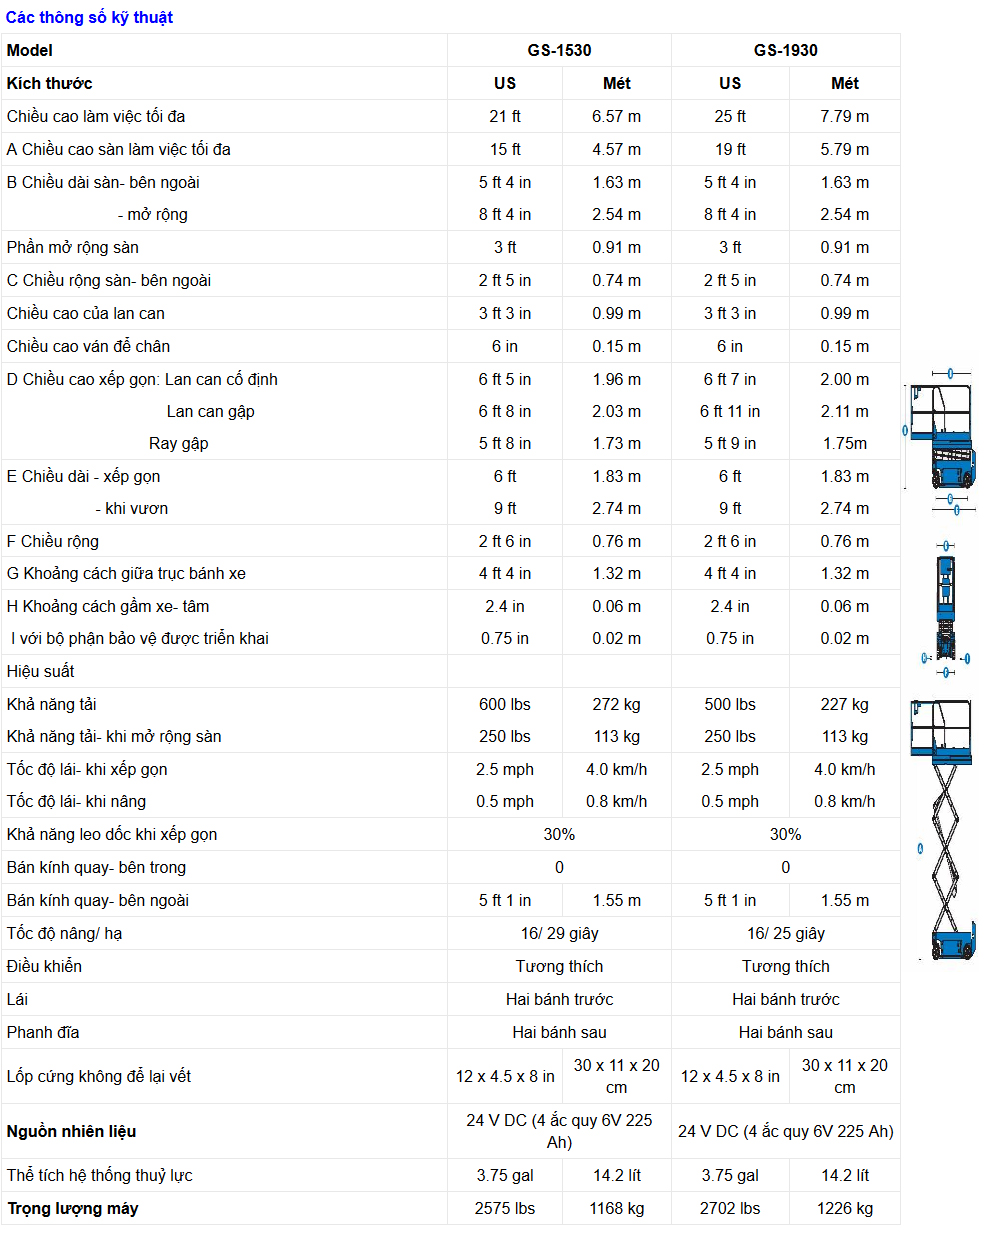 Các thông số kỹ thuật
Model GS-1530 GS-1930
Kích thước US Mét US Mét
Chiều cao làm việc tối đa 21 ft 6.57 m 25 ft 7.79 m
A Chiều cao sàn làm việc tối đa 15 ft 4.57 m 19 ft 5.79 m
B Chiều dài sàn- bên ngoài 5 ft 4 in 1.63 m 5 ft 4 in 1.63 m
- mở rộng 8 ft 4 in 2.54 m 8 ft 4 in 2.54 m
Phần mở rộng sàn 3 ft 0.91 m 3 ft 0.91 m
C Chiều rộng sàn- bên ngoài 2 ft 5 in 0.74 m 2 ft 5 in 0.74 m
Chiều cao của lan can 3 ft 3 in 0.99 m 3 ft 3 in 0.99 m
Chiều cao ván để chân 6 in 0.15 m 6 in 0.15 m
D Chiều cao xếp gọn: Lan can cố định 6 ft 5 in 1.96 m 6 ft 7 in 2.00 m
Lan can gập 6 ft 8 in 2.03 m 6 ft 11 in 2.11 m
Ray gập 5 ft 8 in 1.73 m 5 ft 9 in 1.75m
E Chiều dài - xếp gọn 6 ft 1.83 m 6 ft 1.83 m
- khi vươn 9 ft 2.74 m 9 ft 2.74 m
F Chiều rộng 2 ft 6 in 0.76 m 2 ft 6 in 0.76 m
G Khoảng cách giữa trục bánh xe 4 ft 4 in 1.32 m 4 ft 4 in 1.32 m
H Khoảng cách gầm xe- tâm 2.4 in 0.06 m 2.4 in 0.06 m
I với bộ phận bảo vệ được triển khai 0.75 in 0.02 m 0.75 in 0.02 m
Hiệu suất
Khả năng tải 600 lbs 272 kg 500 lbs 227 kg
Khả năng tải- khi mở rộng sàn 250 lbs 113 kg 250 lbs 113 kg
Tốc độ lái- khi xếp gọn 2.5 mph 4.0 km/h 2.5 mph 4.0 km/h
Tốc độ lái- khi nâng 0.5 mph 0.8 km/h 0.5 mph 0.8 km/h
Khả năng leo dốc khi xếp gọn 30% 30%
Bán kính quay- bên trong 0 0
Bán kính quay- bên ngoài 5 ft 1 in 1.55 m 5 ft 1 in 1.55 m
Tốc độ nâng/ hạ 16/ 29 giây 16/ 25 giây
Điều khiển Tương thích Tương thích
Lái Hai bánh trước Hai bánh trước
Phanh đĩa Hai bánh sau Hai bánh sau
Lốp cứng không để lại vết 12 x 4.5 x 8 in 30 x 11 x 20 cm 12 x 4.5 x 8 in 30 x 11 x 20 cm
Nguồn nhiên liệu 24 V DC (4 ắc quy 6V 225 Ah) 24 V DC (4 ắc quy 6V 225 Ah)
Thể tích hệ thống thuỷ lực 3.75 gal 14.2 lít 3.75 gal 14.2 lít
Trọng lượng máy 2575 lbs 1168 kg 2702 lbs 1226 kg